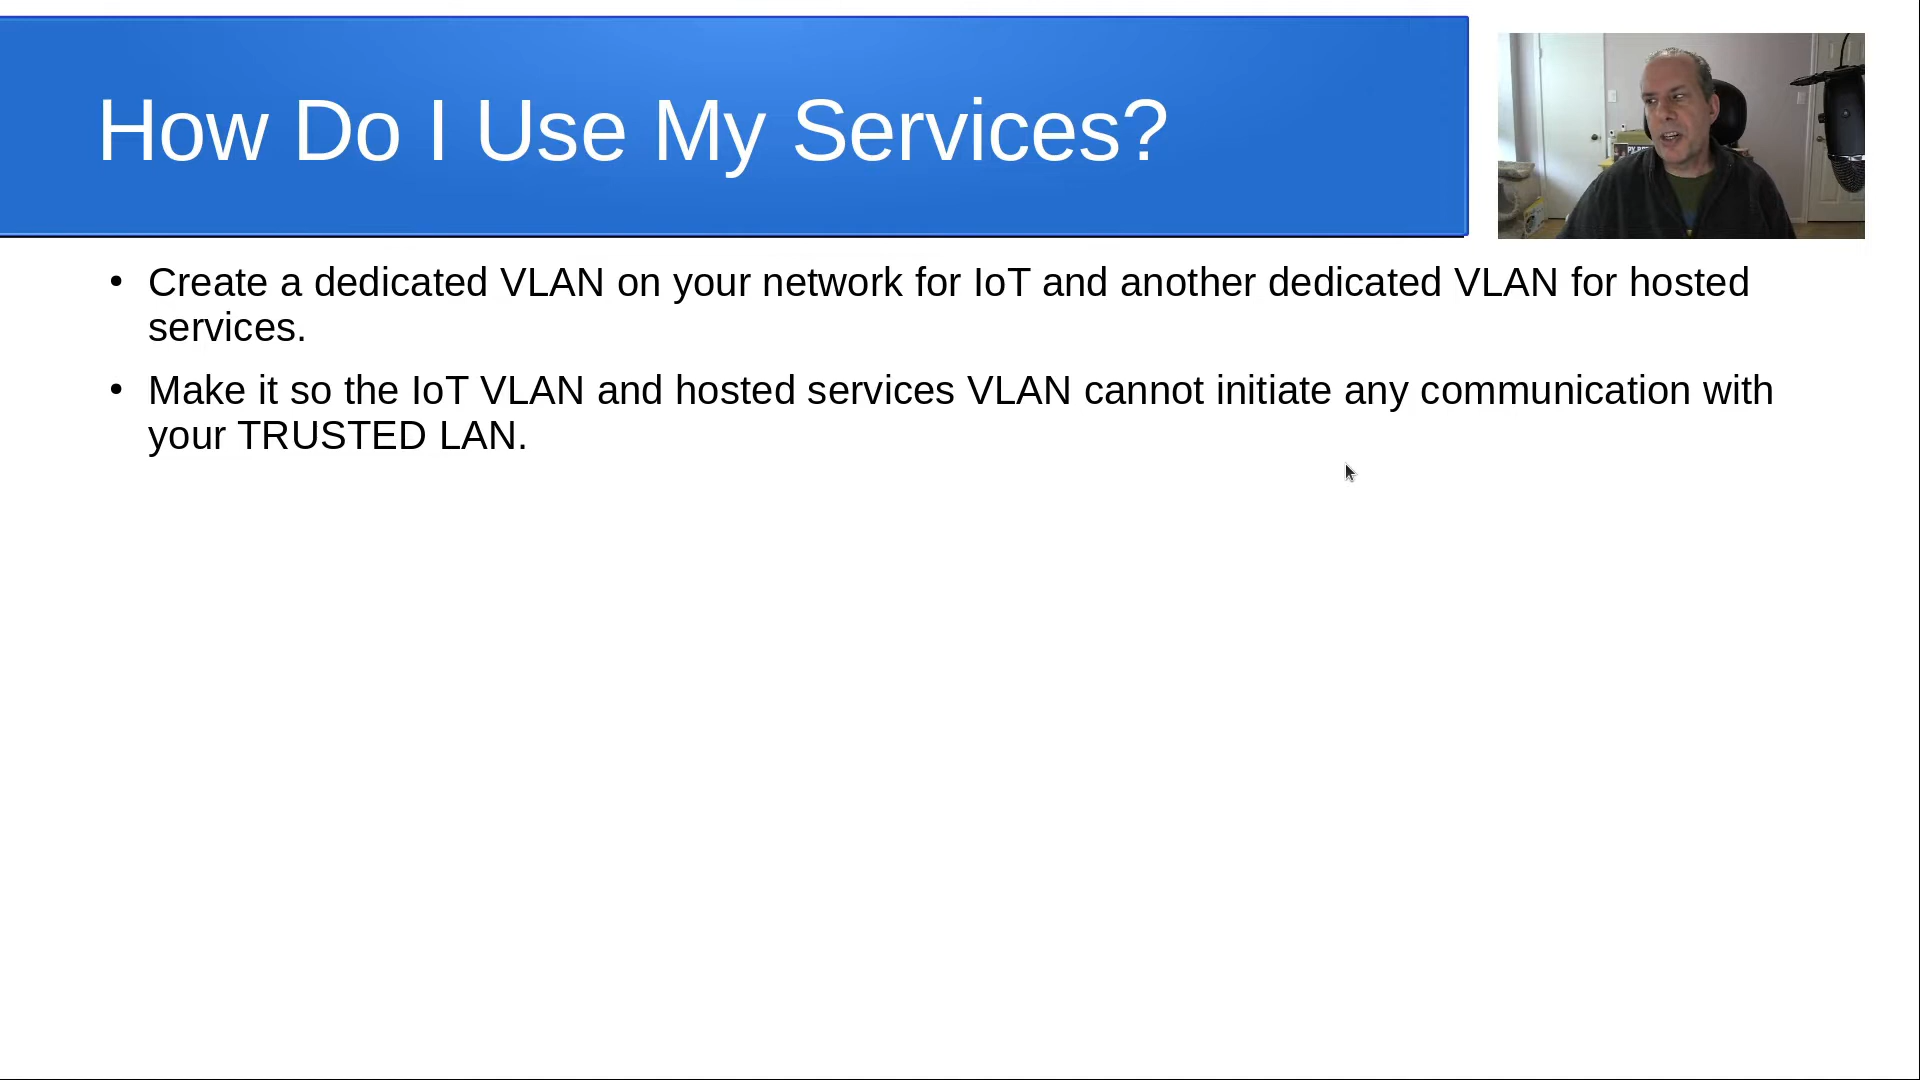 How Do I Use My Services?
• Create a dedicated VLAN on your network for IoT and another dedicated VLAN for hosted
services.
• Make it so the IoT VLAN and hosted services VLAN cannot initiate any communication with
your TRUSTED LAN.